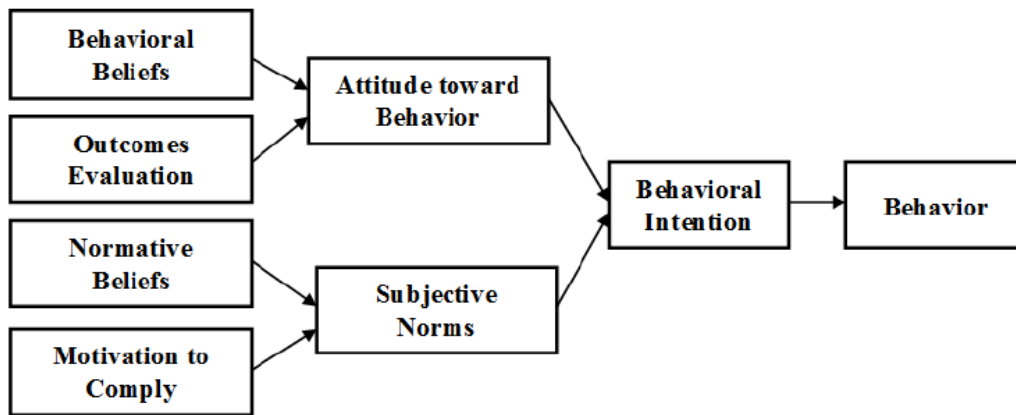 Behavioral
Beliefs
Outcomes
Evaluation
Normative
Beliefs
Motivation to
Comply
Attitude toward
Behavior
Subjective
Norms
Behavioral
Intention
Behavior